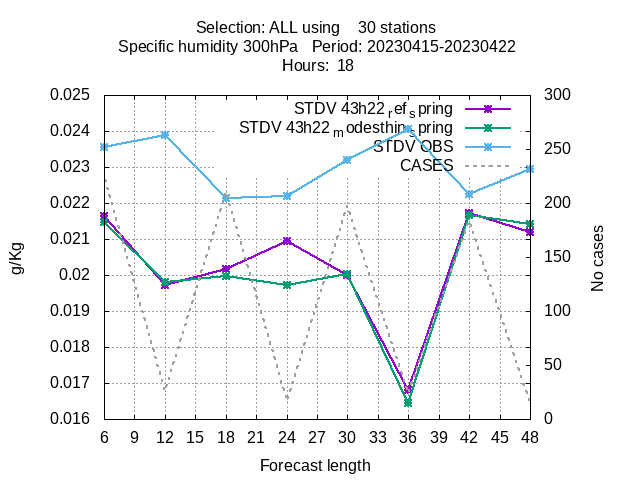 Selection: ALL using    30 stations
Specific humidity 300hPa   Period: 20230415-20230422
Hours:  18
STDV 43h22_ref_spring
STDV 43h22_modesthin_spring
STDV OBS
CASES
0.025
0.024
0.023
0.022
0.021
0.02
0.019
0.018
0.017
0.016
g/Kg
300
250
200
150
100
50
0
No cases
6 9 12 15 18 21 24 27 30 33 36 39 42 45 48
Forecast length